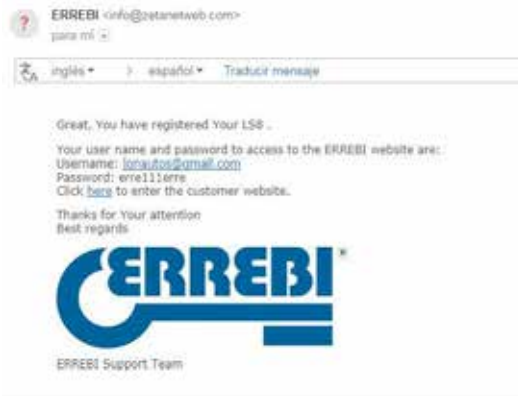 ERREBI <info@zetanetweb.com>
para mí
inglés > español Traducir mensaje
Great, You have registered Your LS8 .
Your user name and password to access to the ERREBI website are:
Username: lonautos@gmail.com
Password: erre111erre
Click here to enter the customer website.
Thanks for Your attention
Best regards
ERREBI
ERREBI Support Team